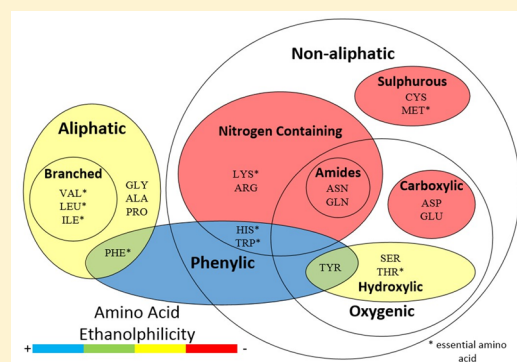 Non-aliphatic
Sulphurous
CYS
MET*
Aliphatic
Nitrogen Containing
Branched
VAL*
LEU*
ILE*
GLY
ALA
PRO
LYS*
ARG
Amides
ASN
GLN
Carboxylic
ASP
GLU
HIS*
TRP*
PHE*
Phenylic
TYR
SER
THR*
Hydroxylic
Oxygenic
Amino Acid
Ethanolphilicity
+ -
* essential amino
acid